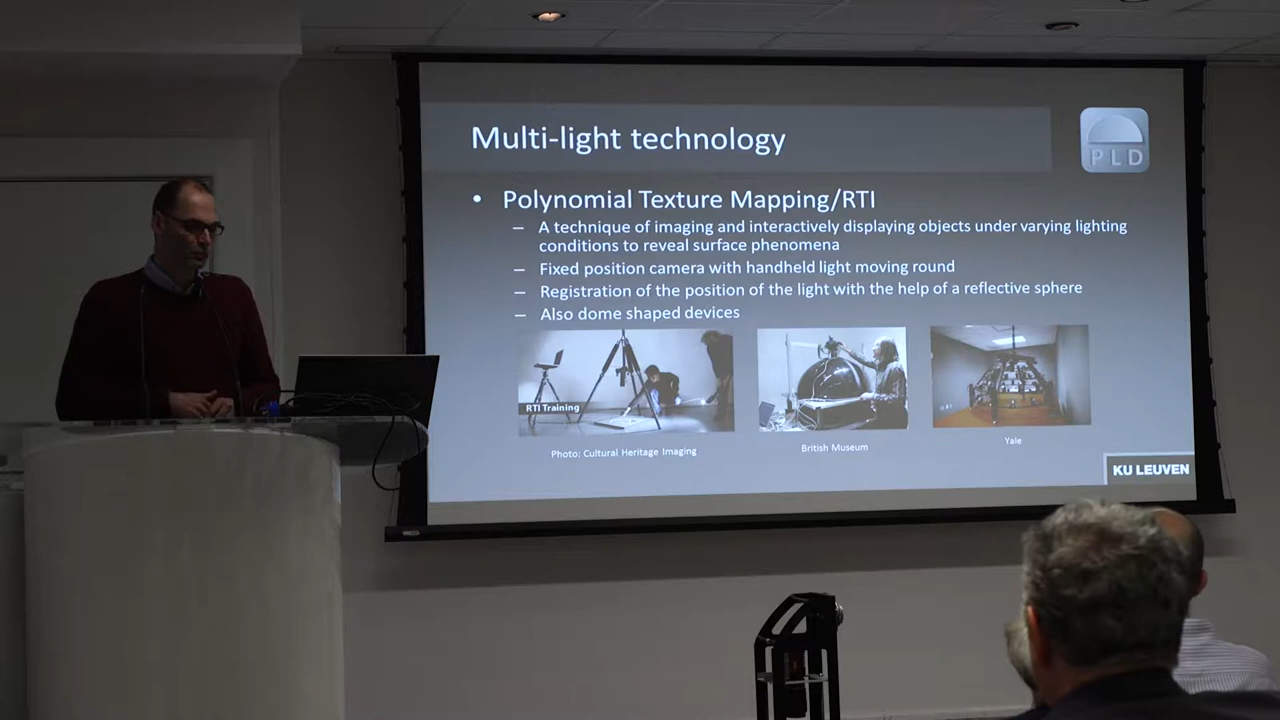 Multi-light technology
PLD
• Polynomial Texture Mapping/RTI
– A technique of imaging and interactively displaying objects under varying lighting
conditions to reveal surface phenomena
– Fixed position camera with handheld light moving round
– Registration of the position of the light with the help of a reflective sphere
– Also dome shaped devices
RTI Training
Photo: Cultural Heritage Imaging
British Museum
Yale
KU LEUVEN